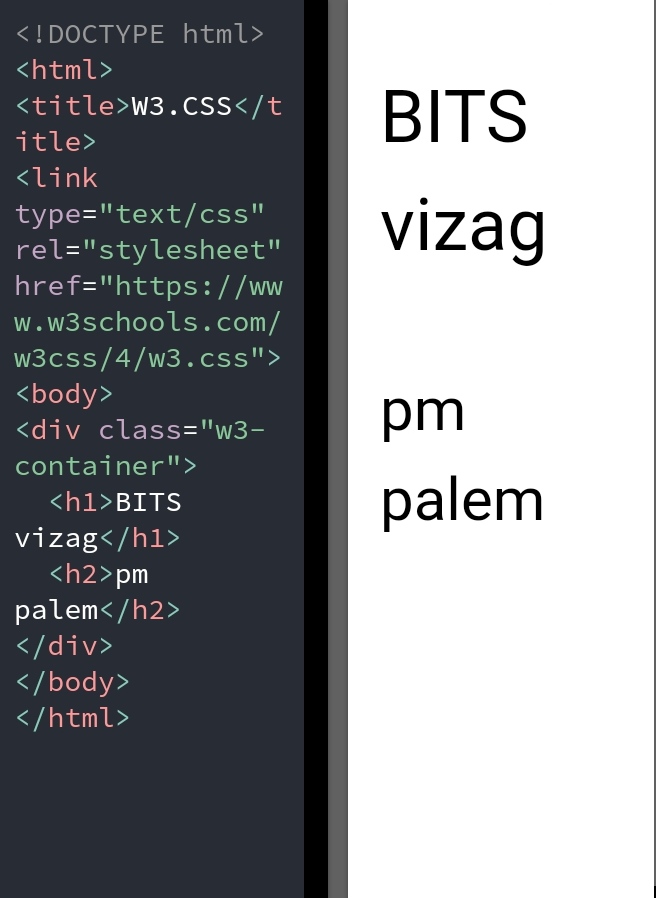 <!DOCTYPE html>
<html>
<title>W3.CSS</t
itle>
<link
type="text/css"
rel="stylesheet"
href="https://ww
w.w3schools.com/
w3css/4/w3.css">
<body>
<div class="w3-
container">
  <h1>BITS
vizag</h1>
  <h2>pm
palem</h2>
</div>
</body>
</html>
BITS
vizag
pm
palem